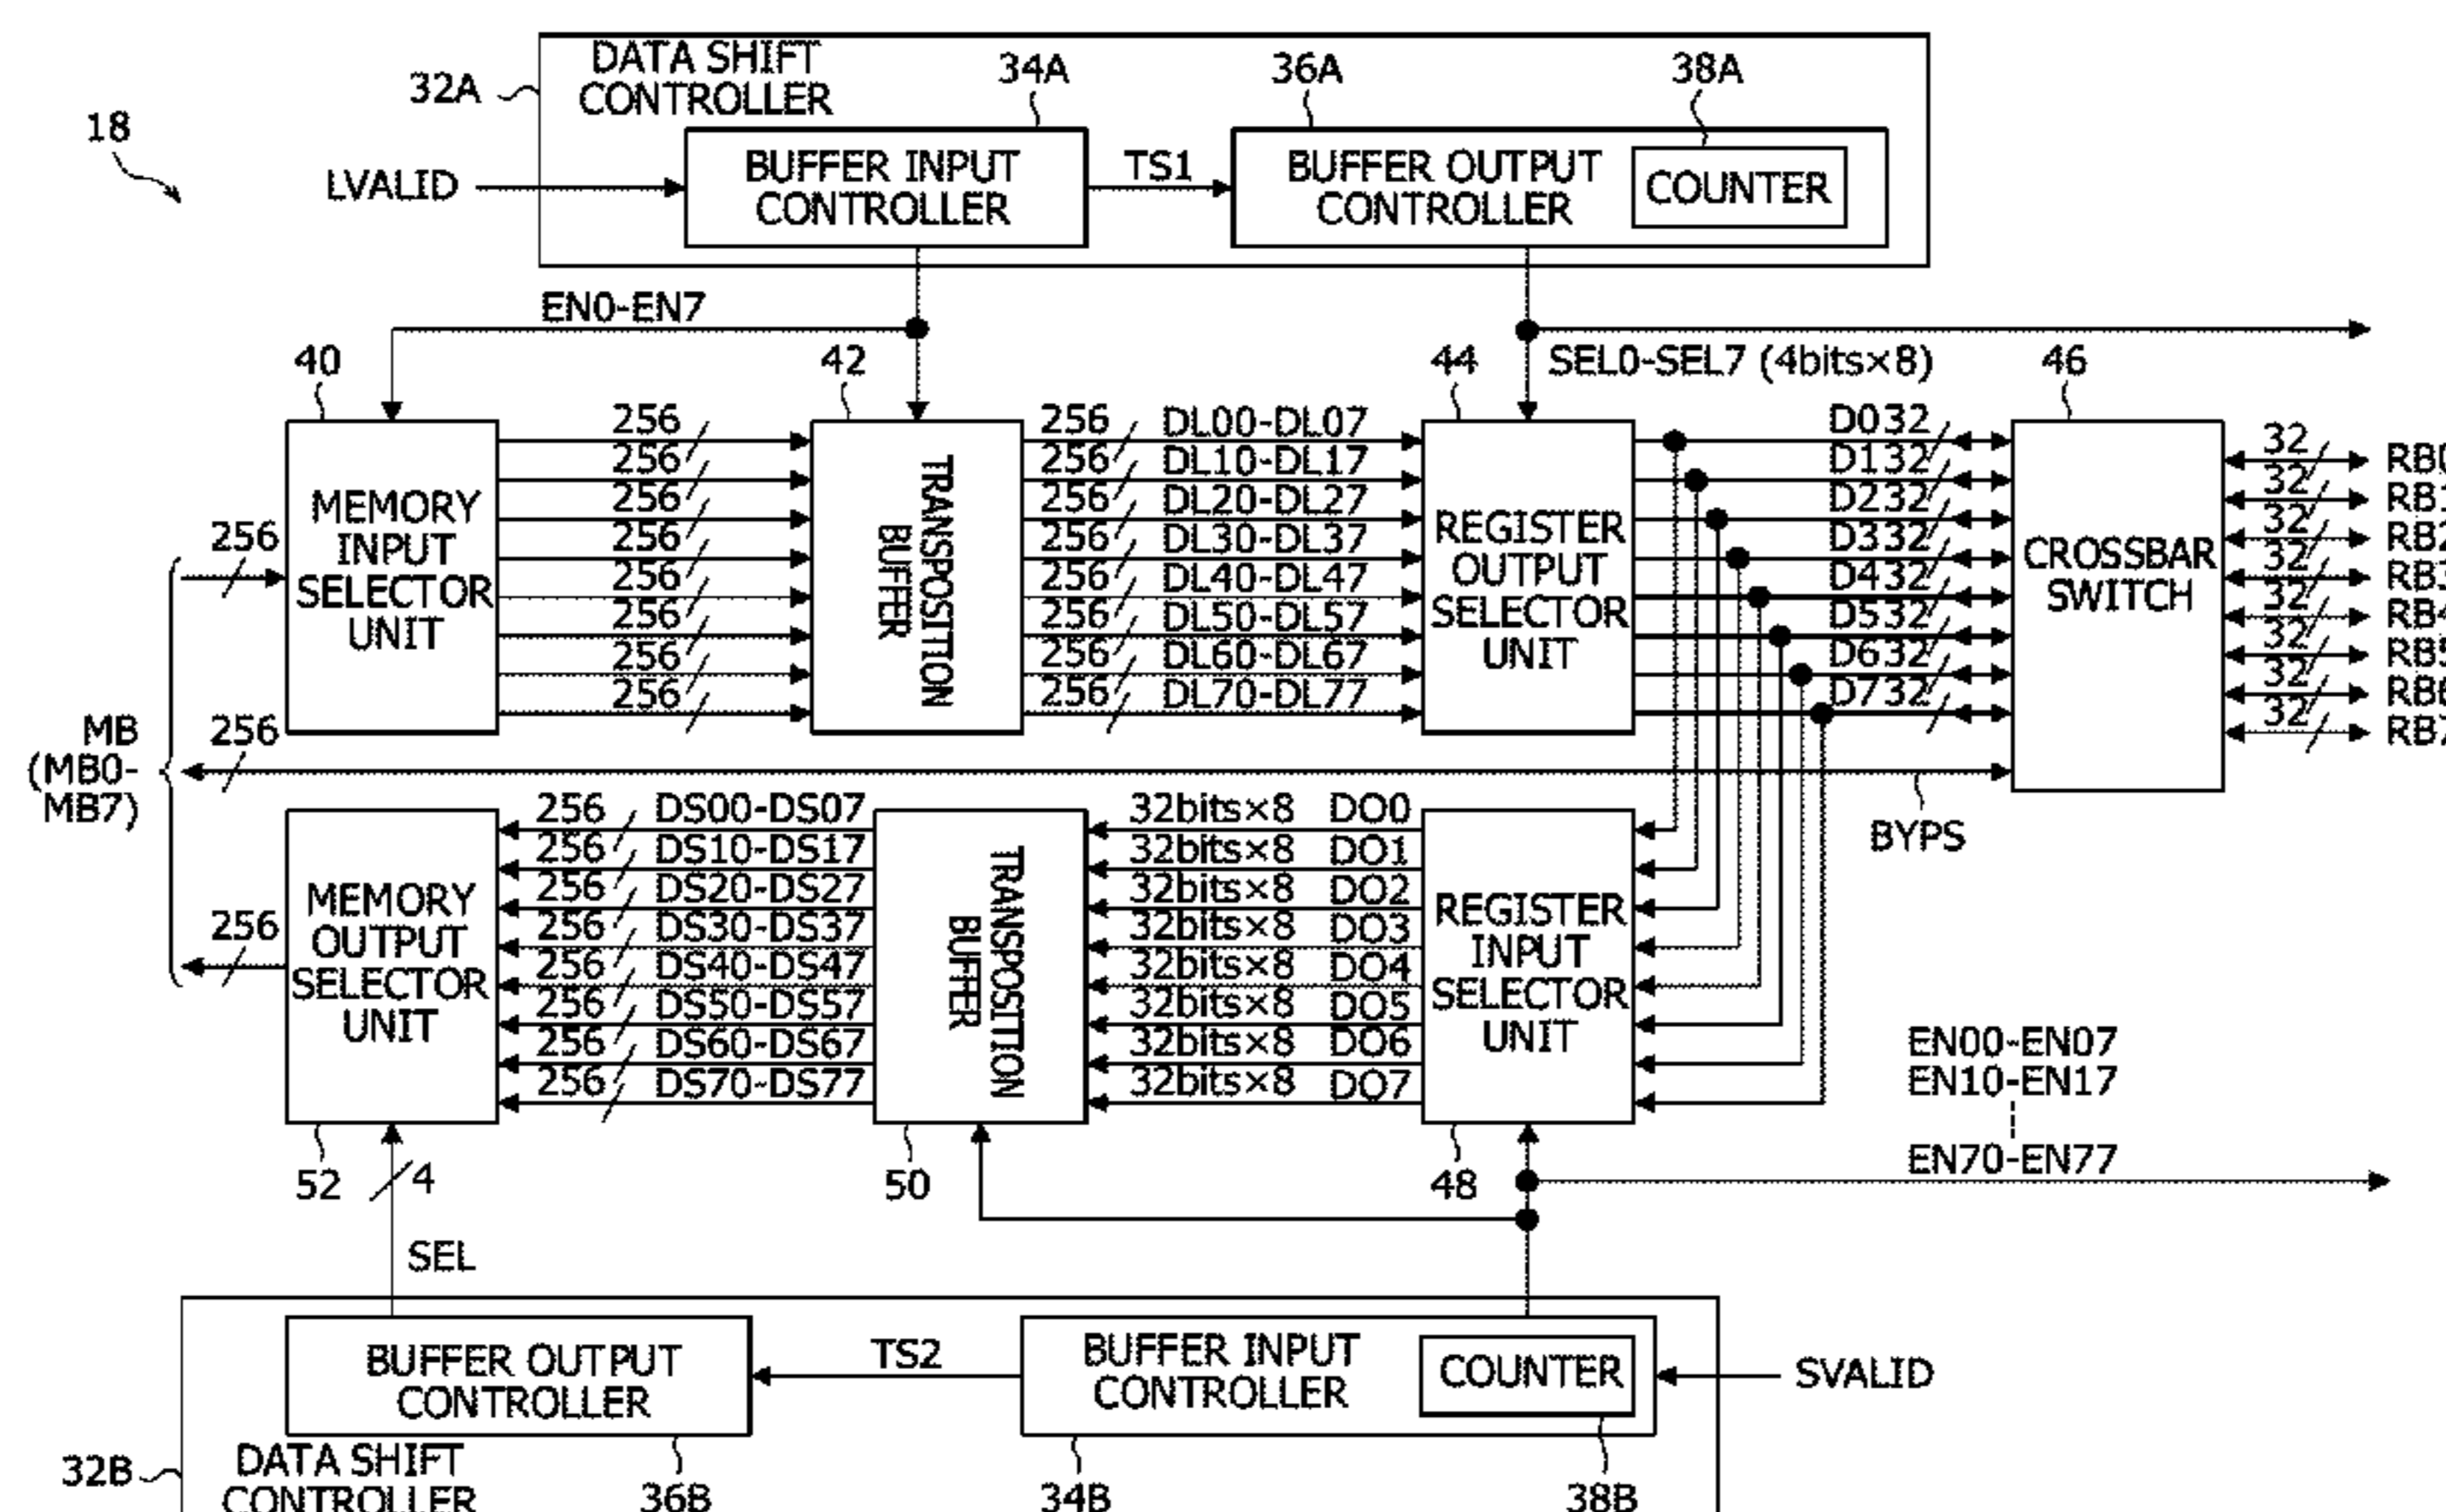 DATA SHIFT
CONTROLLER
32A
34A
36A
38A
18
LVALID
BUFFER INPUT
CONTROLLER
TS1
BUFFER OUTPUT
CONTROLLER
COUNTER
EN0-EN7
SEL0-SEL7 (4bits×8)
40
42
44
46
MEMORY
INPUT
SELECTOR
UNIT
256
256
256
256
256
256
256
256
TRANSPOSITION
BUFFER
256 DL00-DL07
256 DL10-DL17
256 DL20-DL27
256 DL30-DL37
256 DL40-DL47
256 DL50-DL57
256 DL60-DL67
256 DL70-DL77
REGISTER
OUTPUT
SELECTOR
UNIT
D032
D132
D232
D332
D432
D532
D632
D732
CROSSBAR
SWITCH
32
32
32
32
32
32
32
32
RB0
RB1
RB2
RB3
RB4
RB5
RB6
RB7
256
MB
(MB0-
MB7)
256
256
BYPS
MEMORY
OUTPUT
SELECTOR
UNIT
256 DS00-DS07
256 DS10-DS17
256 DS20-DS27
256 DS30-DS37
256 DS40-DS47
256 DS50-DS57
256 DS60-DS67
256 DS70-DS77
TRANSPOSITION
BUFFER
32bits×8 DO0
32bits×8 DO1
32bits×8 DO2
32bits×8 DO3
32bits×8 DO4
32bits×8 DO5
32bits×8 DO6
32bits×8 DO7
REGISTER
INPUT
SELECTOR
UNIT
EN00-EN07
EN10-EN17
EN70-EN77
52
4
50
48
SEL
BUFFER OUTPUT
CONTROLLER
TS2
BUFFER INPUT
CONTROLLER
COUNTER
SVALID
32B
DATA SHIFT
CONTROLLER
36B
34B
38B